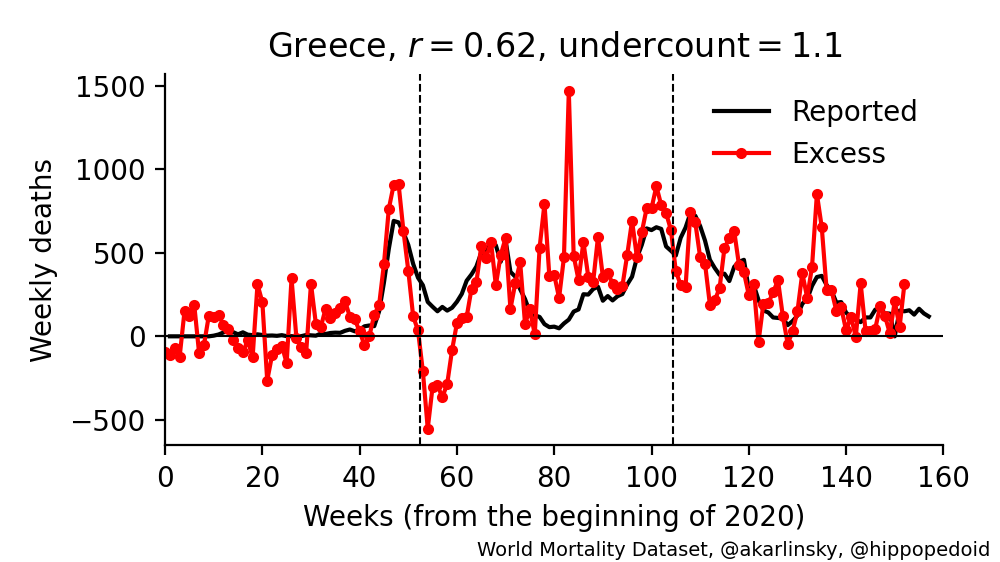 Greece, r = 0.62, undercount = 1.1
1500
1000
500
0
−500
Weekly deaths
Reported
Excess
0 20 40 60 80 100 120 140 160
Weeks (from the beginning of 2020)
World Mortality Dataset, @akarlinsky, @hippopedoid